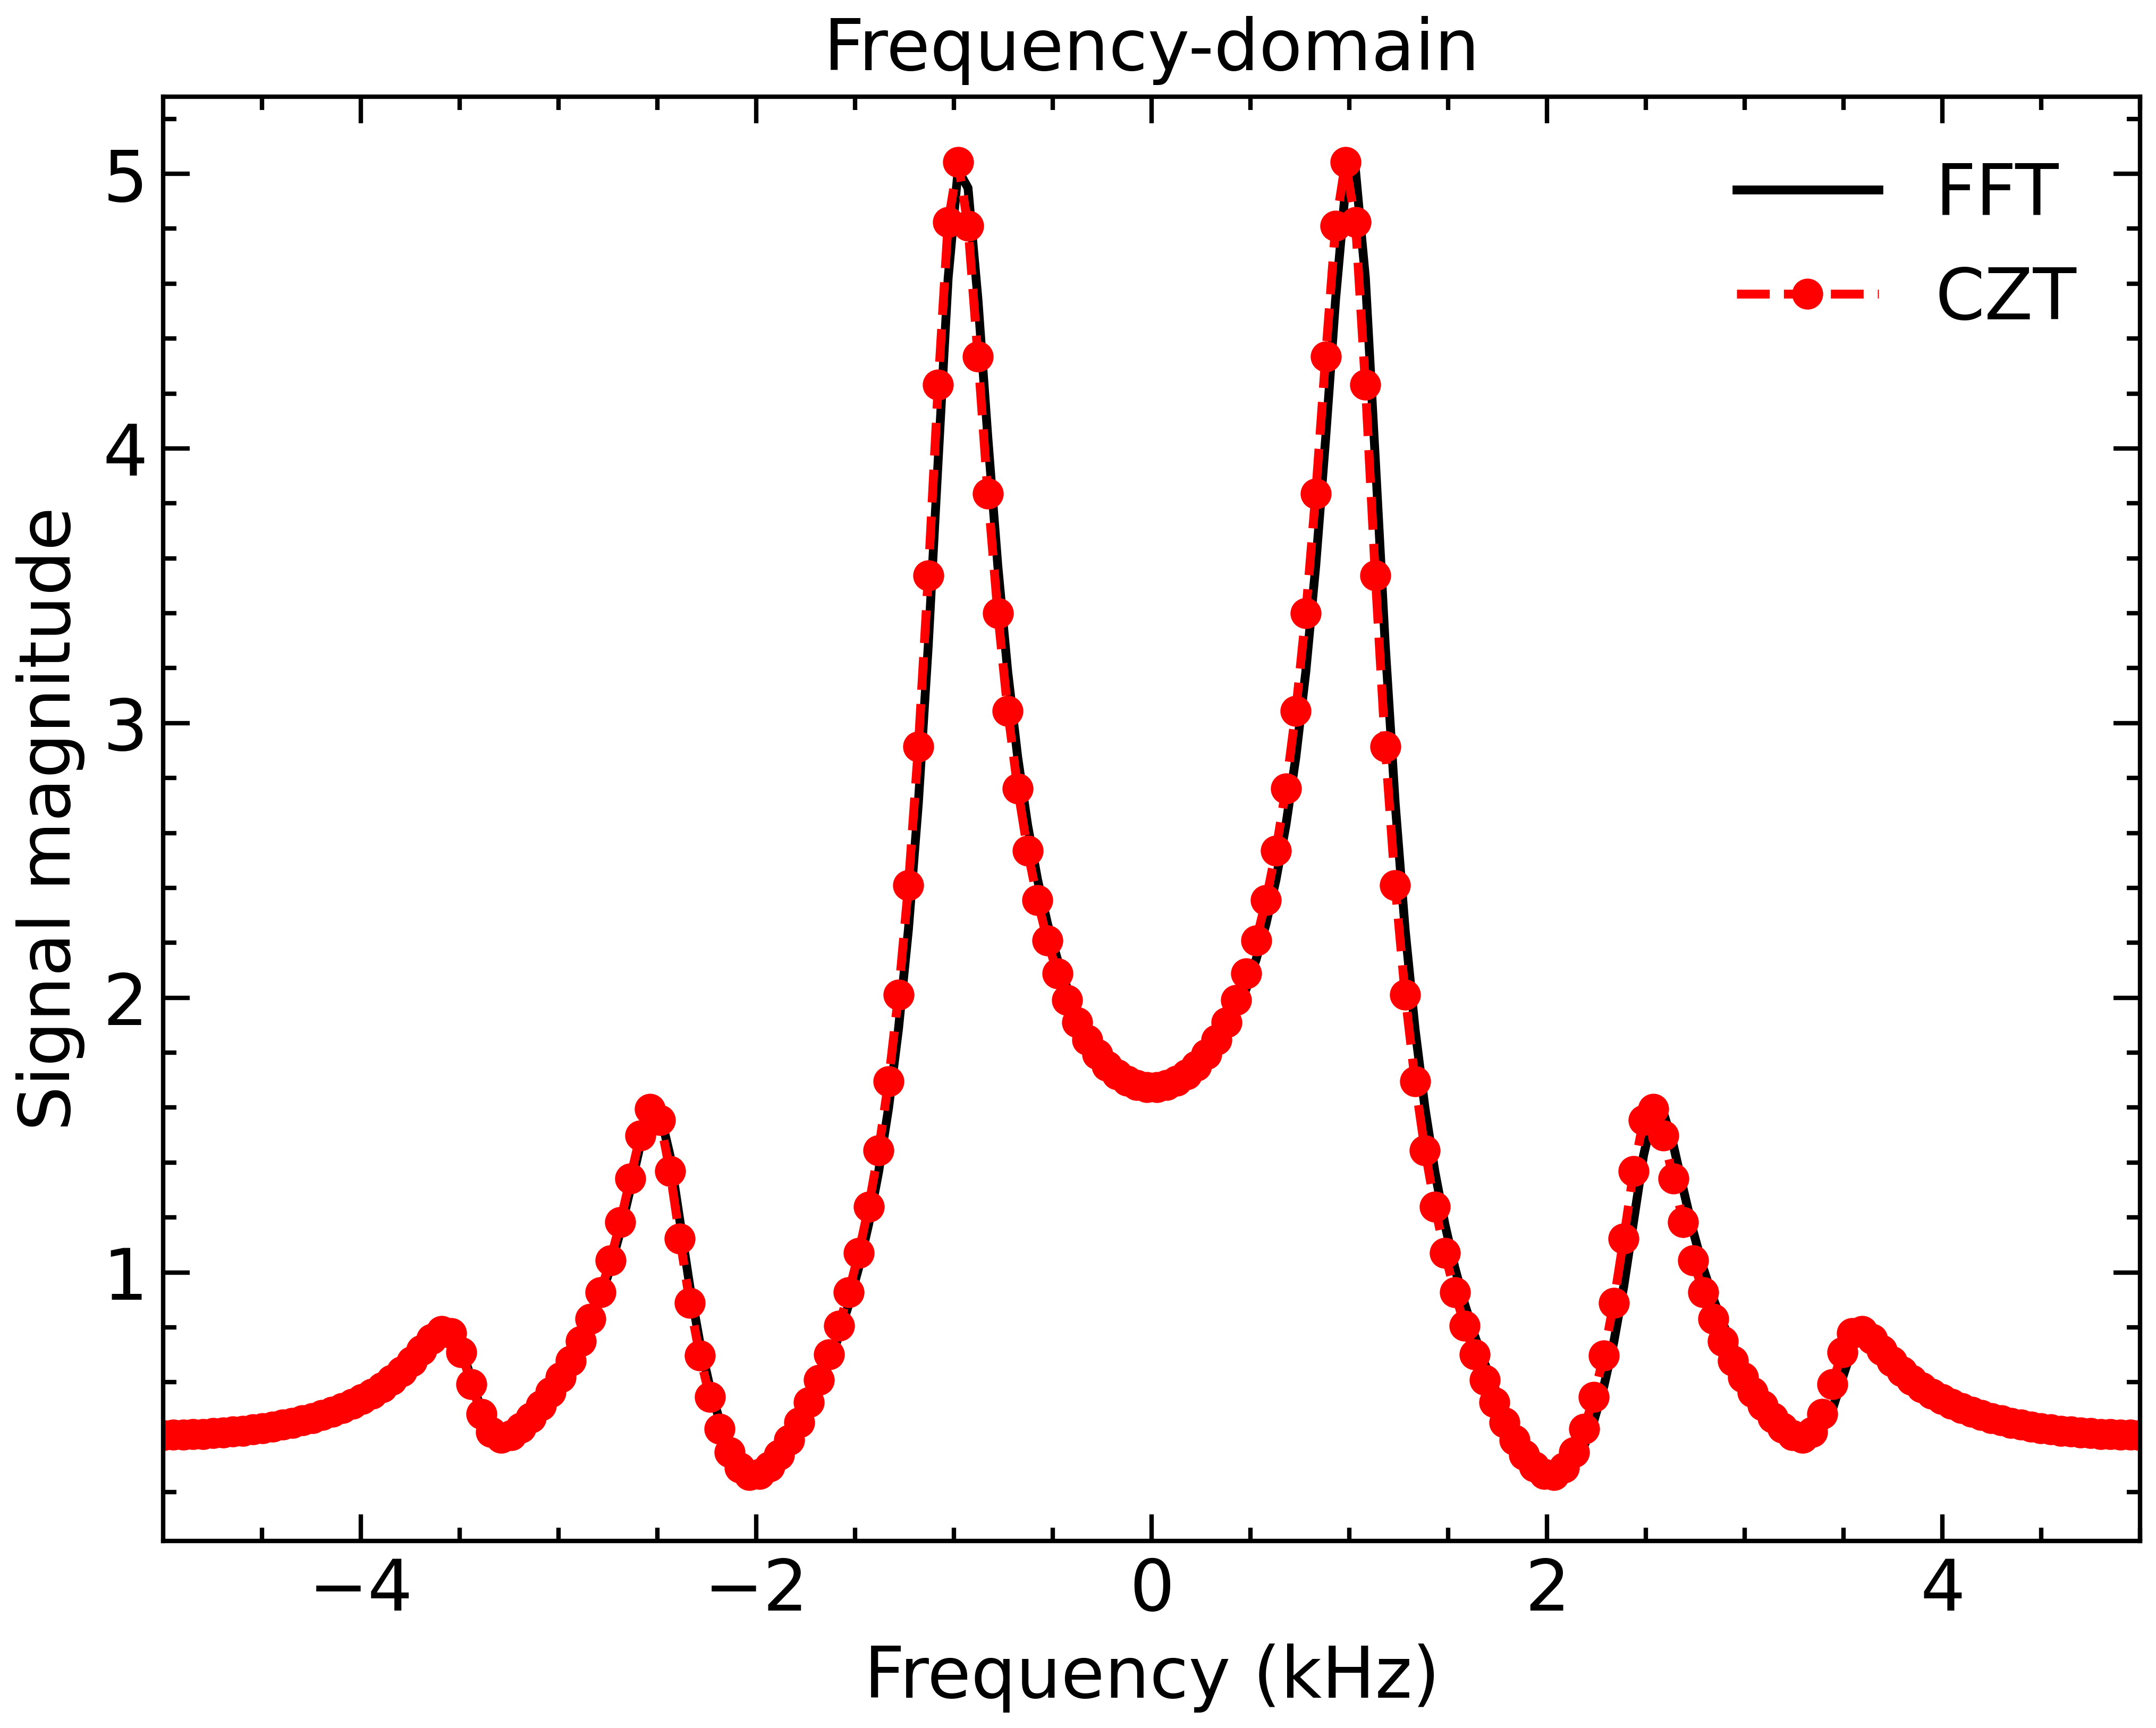 Frequency-domain
FFT
CZT
5
4
3
2
1
Signal magnitude
−4
−2
0
2
4
Frequency (kHz)